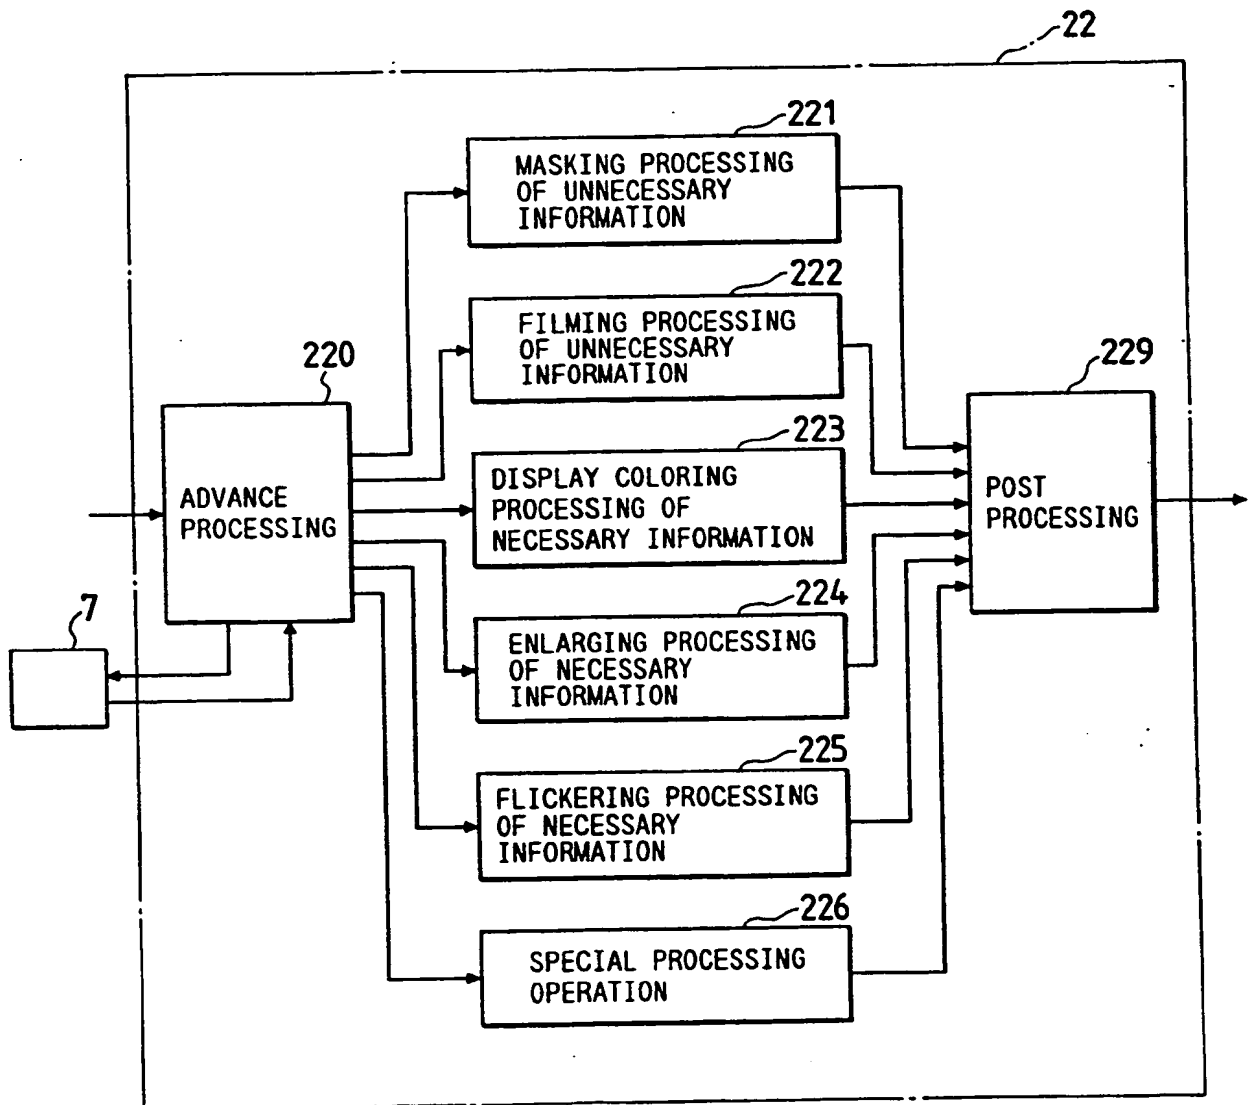 22
221
MASKING PROCESSING
OF UNNECESSARY
INFORMATION
222
FILMING PROCESSING
OF UNNECESSARY
INFORMATION
220
ADVANCE
PROCESSING
223
DISPLAY COLORING
PROCESSING OF
NECESSARY INFORMATION
229
POST
PROCESSING
7
224
ENLARGING PROCESSING
OF NECESSARY
INFORMATION
225
FLICKERING PROCESSING
OF NECESSARY
INFORMATION
226
SPECIAL PROCESSING
OPERATION